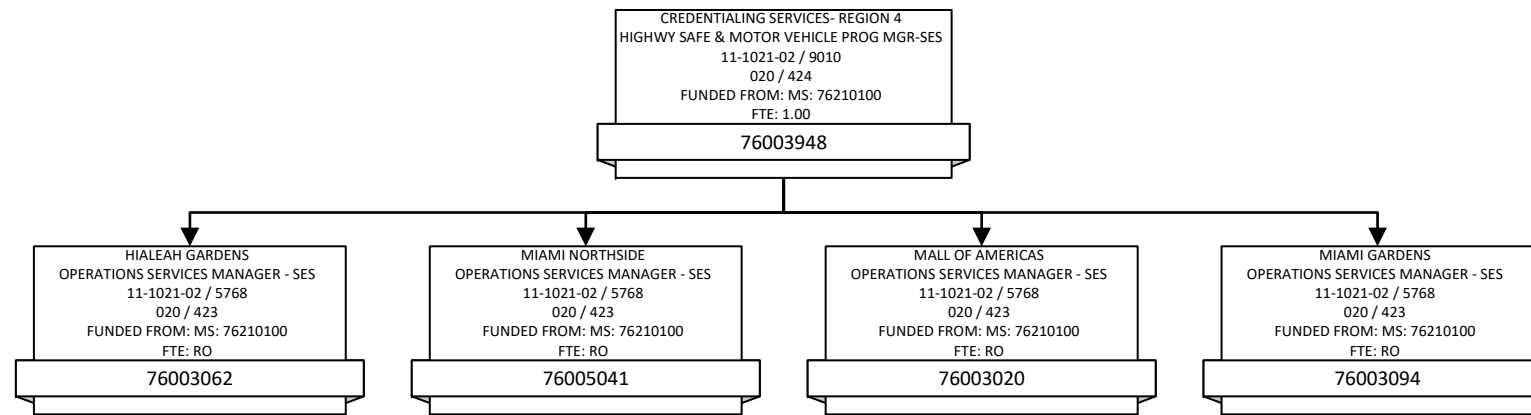 CREDENTIALING SERVICES- REGION 4
HIGHWY SAFE & MOTOR VEHICLE PROG MGR-SES
11-1021-02 / 9010
020 / 424
FUNDED FROM: MS: 76210100
FTE: 1.00
76003948
HIALEAH GARDENS
OPERATIONS SERVICES MANAGER - SES
11-1021-02 / 5768
020 / 423
FUNDED FROM: MS: 76210100
FTE: RO
76003062
MIAMI NORTHSIDE
OPERATIONS SERVICES MANAGER - SES
11-1021-02 / 5768
020 / 423
FUNDED FROM: MS: 76210100
FTE: RO
76005041
MALL OF AMERICAS
OPERATIONS SERVICES MANAGER - SES
11-1021-02 / 5768
020 / 423
FUNDED FROM: MS: 76210100
FTE: RO
76003020
MIAMI GARDENS
OPERATIONS SERVICES MANAGER - SES
11-1021-02 / 5768
020 / 423
FUNDED FROM: MS: 76210100
FTE: RO
76003094